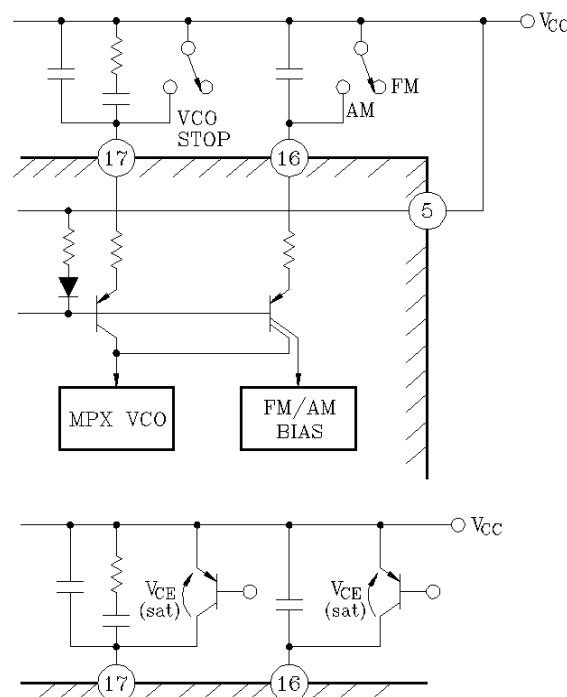 VCC
FM
AM
VCO
STOP
17
16
5
MPX VCO
FM/AM
BIAS
VCC
VCE
(sat)
VCE
(sat)
17
16